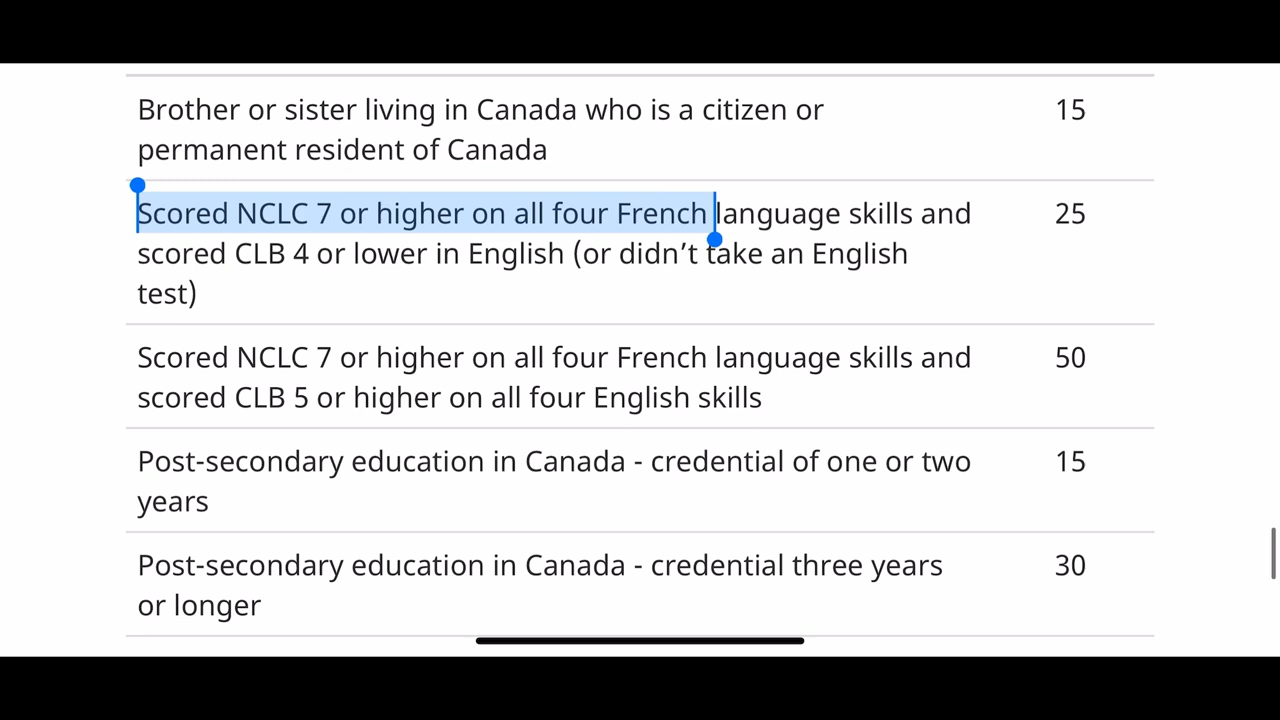 Brother or sister living in Canada who is a citizen or 15
permanent resident of Canada
Scored NCLC 7 or higher on all four French language skills and 25
scored CLB 4 or lower in English (or didn’t take an English
test)
Scored NCLC 7 or higher on all four French language skills and 50
scored CLB 5 or higher on all four English skills
Post-secondary education in Canada - credential of one or two 15
years
Post-secondary education in Canada - credential three years 30
or longer